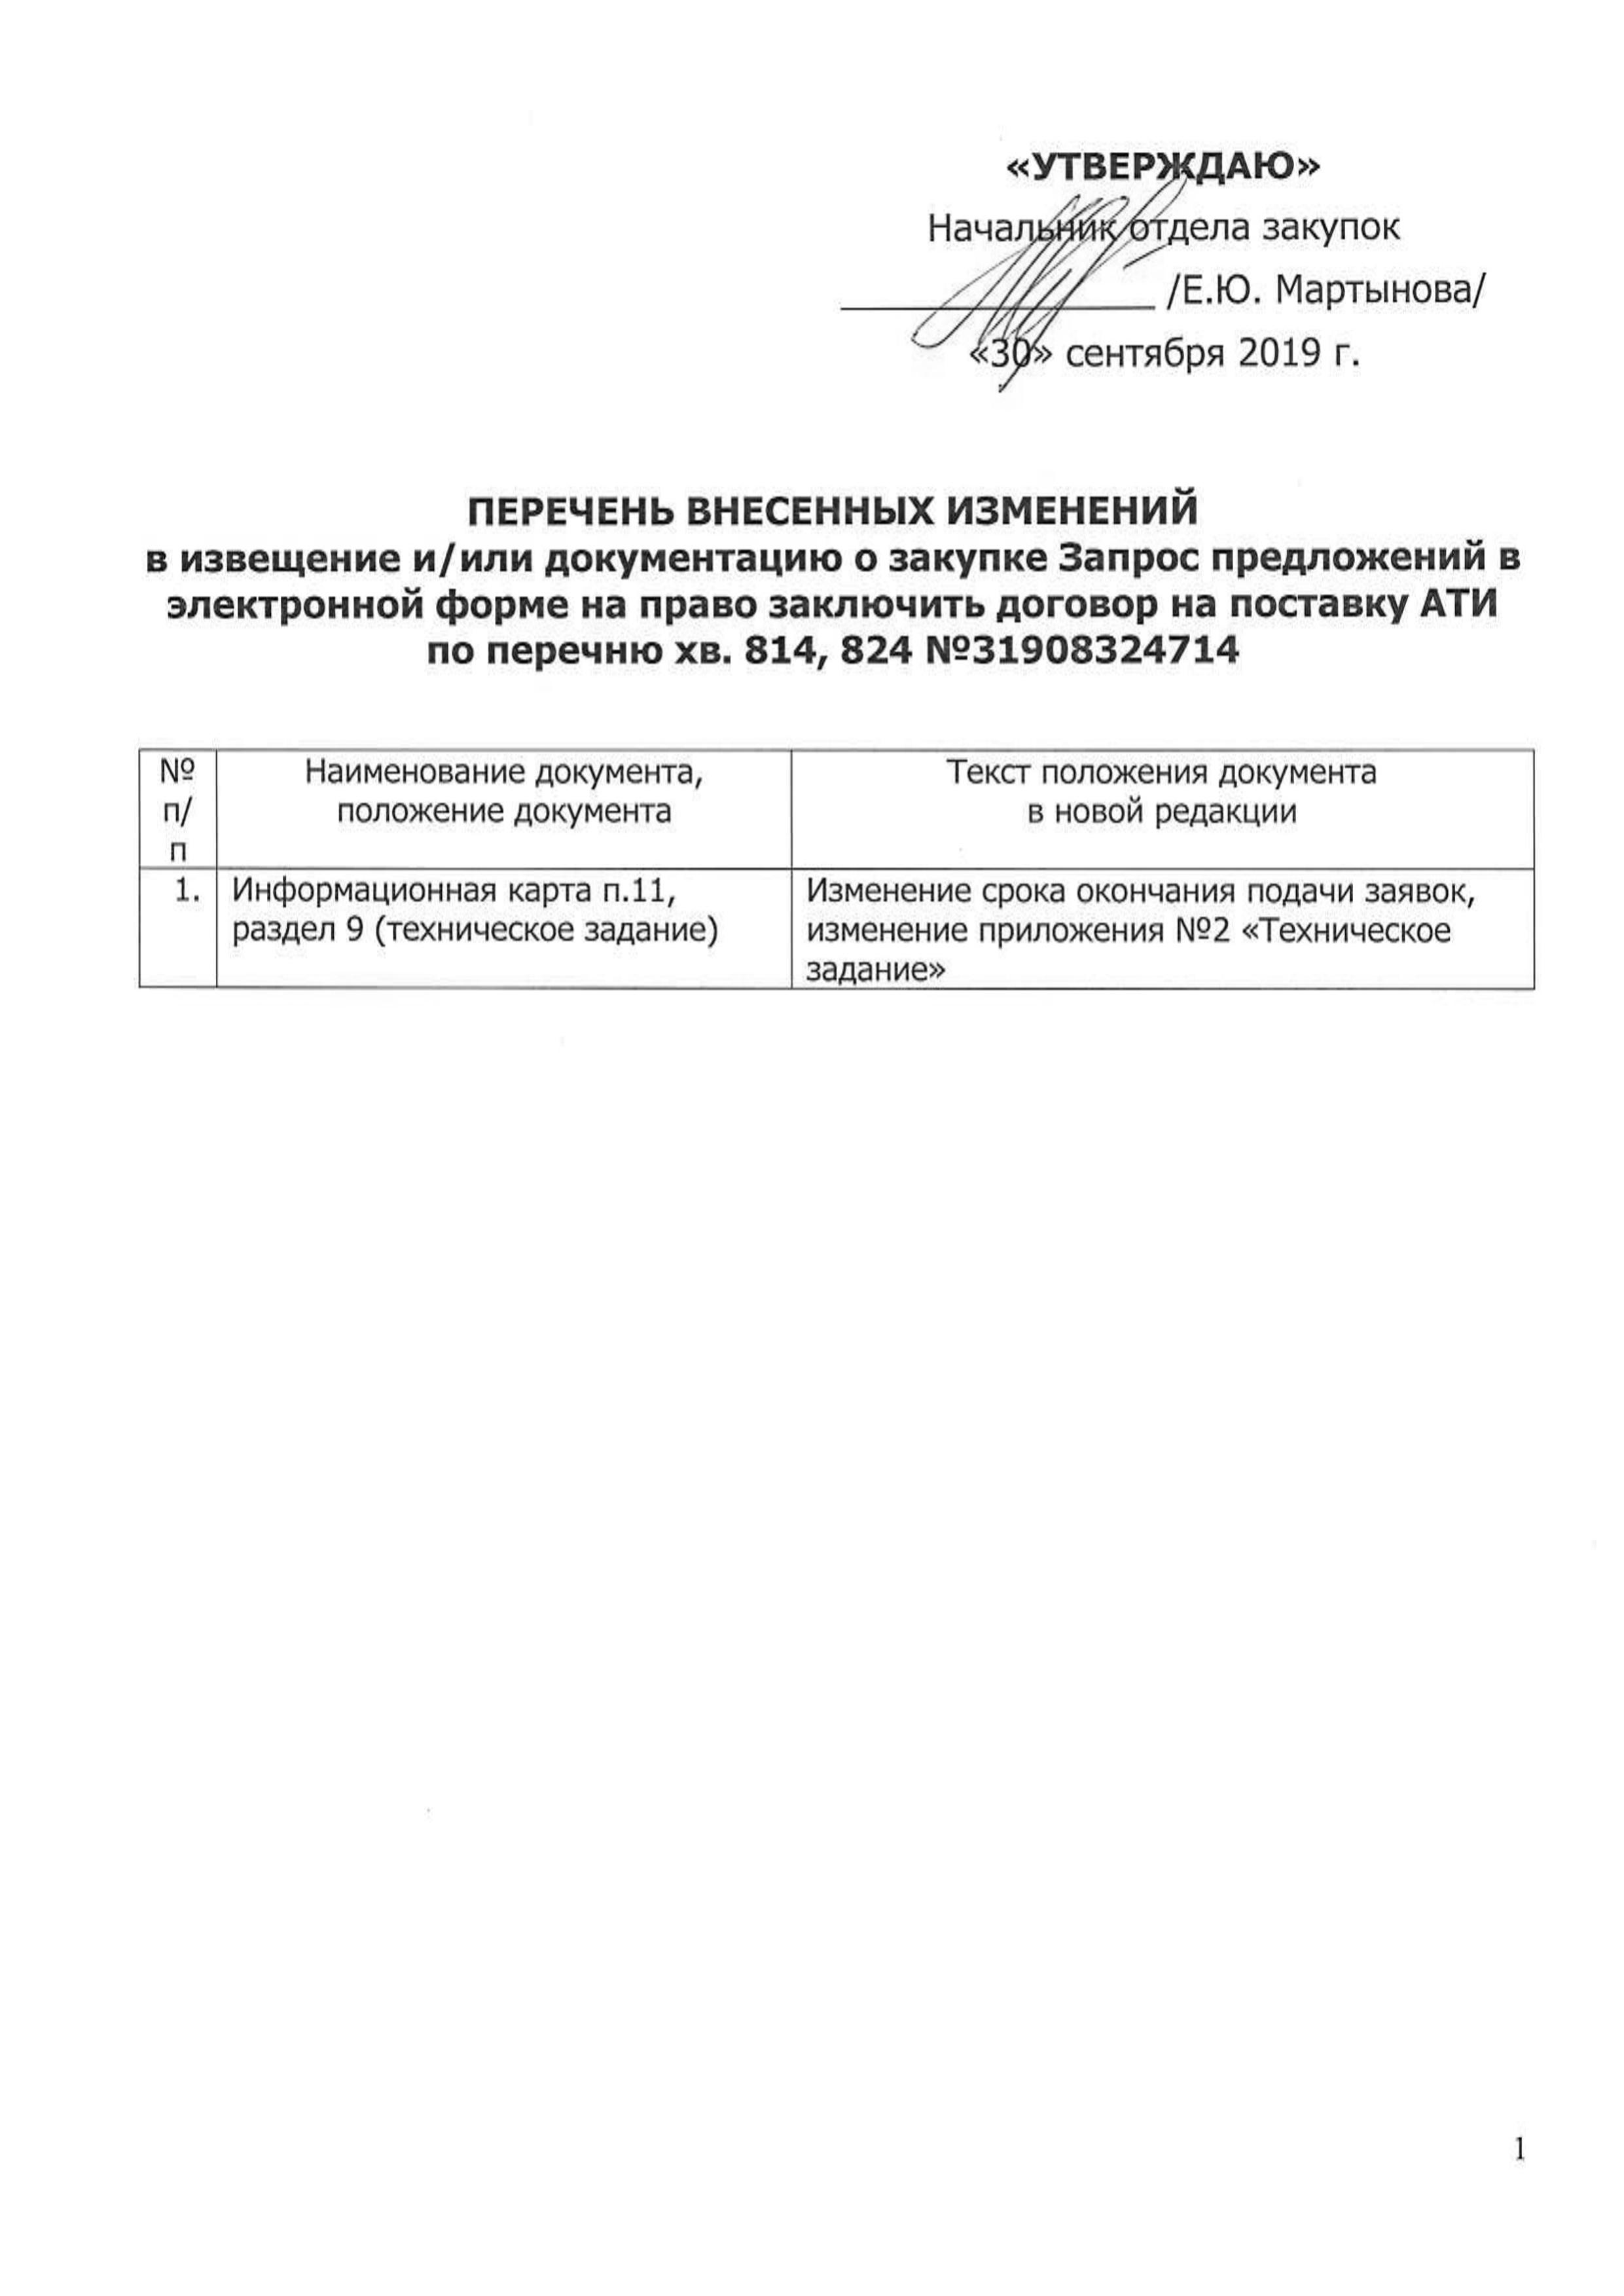 «УТВЕРЖДАЮ»
Начальник отдела закупок
/Е.Ю. Мартынова/
«30» сентября 2019 г.
ПЕРЕЧЕНЬ ВНЕСЕННЫХ ИЗМЕНЕНИЙ
в извещение и/или документацию о закупке Запрос предложений в
электронной форме на право заключить договор на поставку АТИ
по перечню хв. 814, 824 №31908324714
№
п/
п
Наименование документа,
положение документа
Текст положения документа
в новой редакции
1.
Информационная карта п.11,
раздел 9 (техническое задание)
Изменение срока окончания подачи заявок,
изменение приложения №2 «Техническое
задание»
1